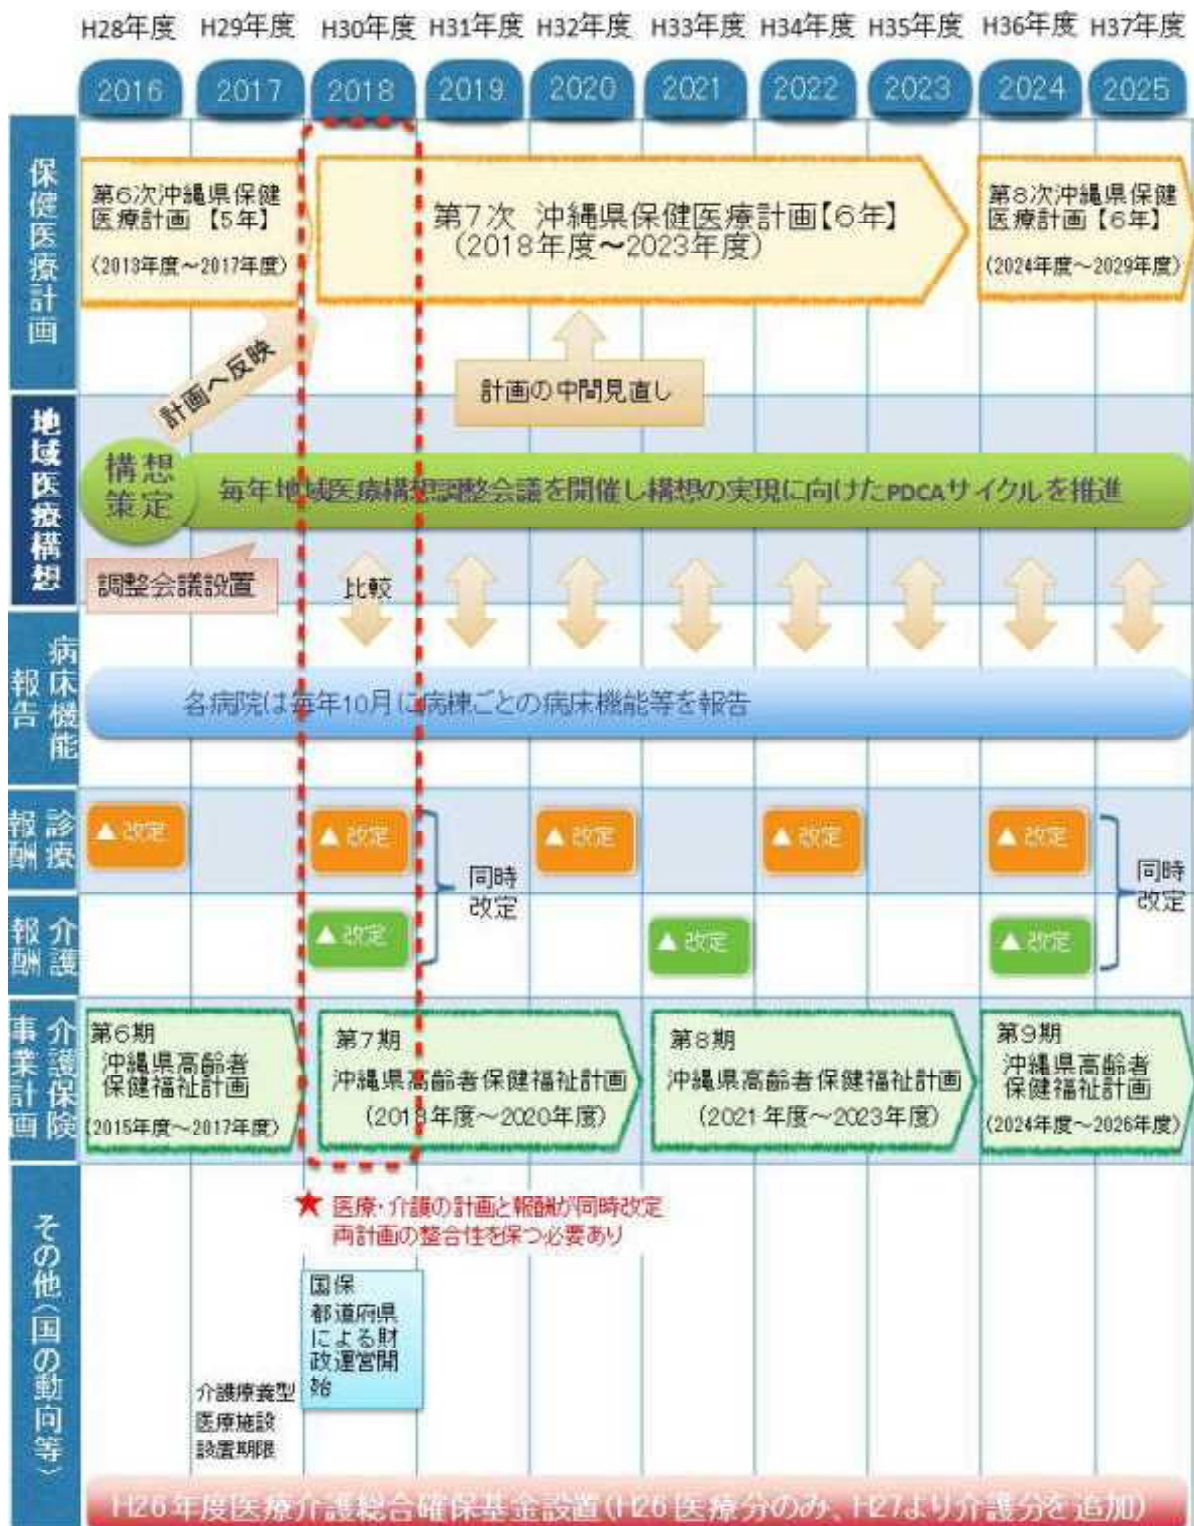 H28年度 H29年度 H30年度 H31年度 H32年度 H33年度 H34年度 H35年度 H36年度 H37年度
2016 2017 2018 2019 2020 2021 2022 2023 2024 2025
保健医療計画
第6次沖縄県保健
医療計画【5年】
(2013年度～2017年度)
第7次 沖縄県保健医療計画【6年】
(2018年度～2023年度)
第8次沖縄県保健
医療計画【6年】
(2024年度～2029年度)
計画へ反映
計画の中間見直し
地域医療構想
構想
策定
毎年地域医療構想調整会議を開催し構想の実現に向けたPDCAサイクルを推進
調整会議設置
比較
病床機能
報告
各病院は毎年10月に病棟ごとの病床機能等を報告
診療
報酬
▲改定
▲改定
▲改定
▲改定
▲改定
同時
改定
同時
改定
介護
報酬
▲改定
▲改定
▲改定
介護保険
事業計画
第6期
沖縄県高齢者
保健福祉計画
(2015年度～2017年度)
第7期
沖縄県高齢者保健福祉計画
(2018年度～2020年度)
第8期
沖縄県高齢者保健福祉計画
(2021年度～2023年度)
第9期
沖縄県高齢者
保健福祉計画
(2024年度～2026年度)
その他(国の動向等)
★ 医療・介護の計画と報酬が同時改定
両計画の整合性を保つ必要あり
国保
都道府県
による財
政運営開
始
介護療養型
医療施設
設置期限
H26年度医療介護総合確保基金設置(H26医療分のみ、H27より介護分を追加)